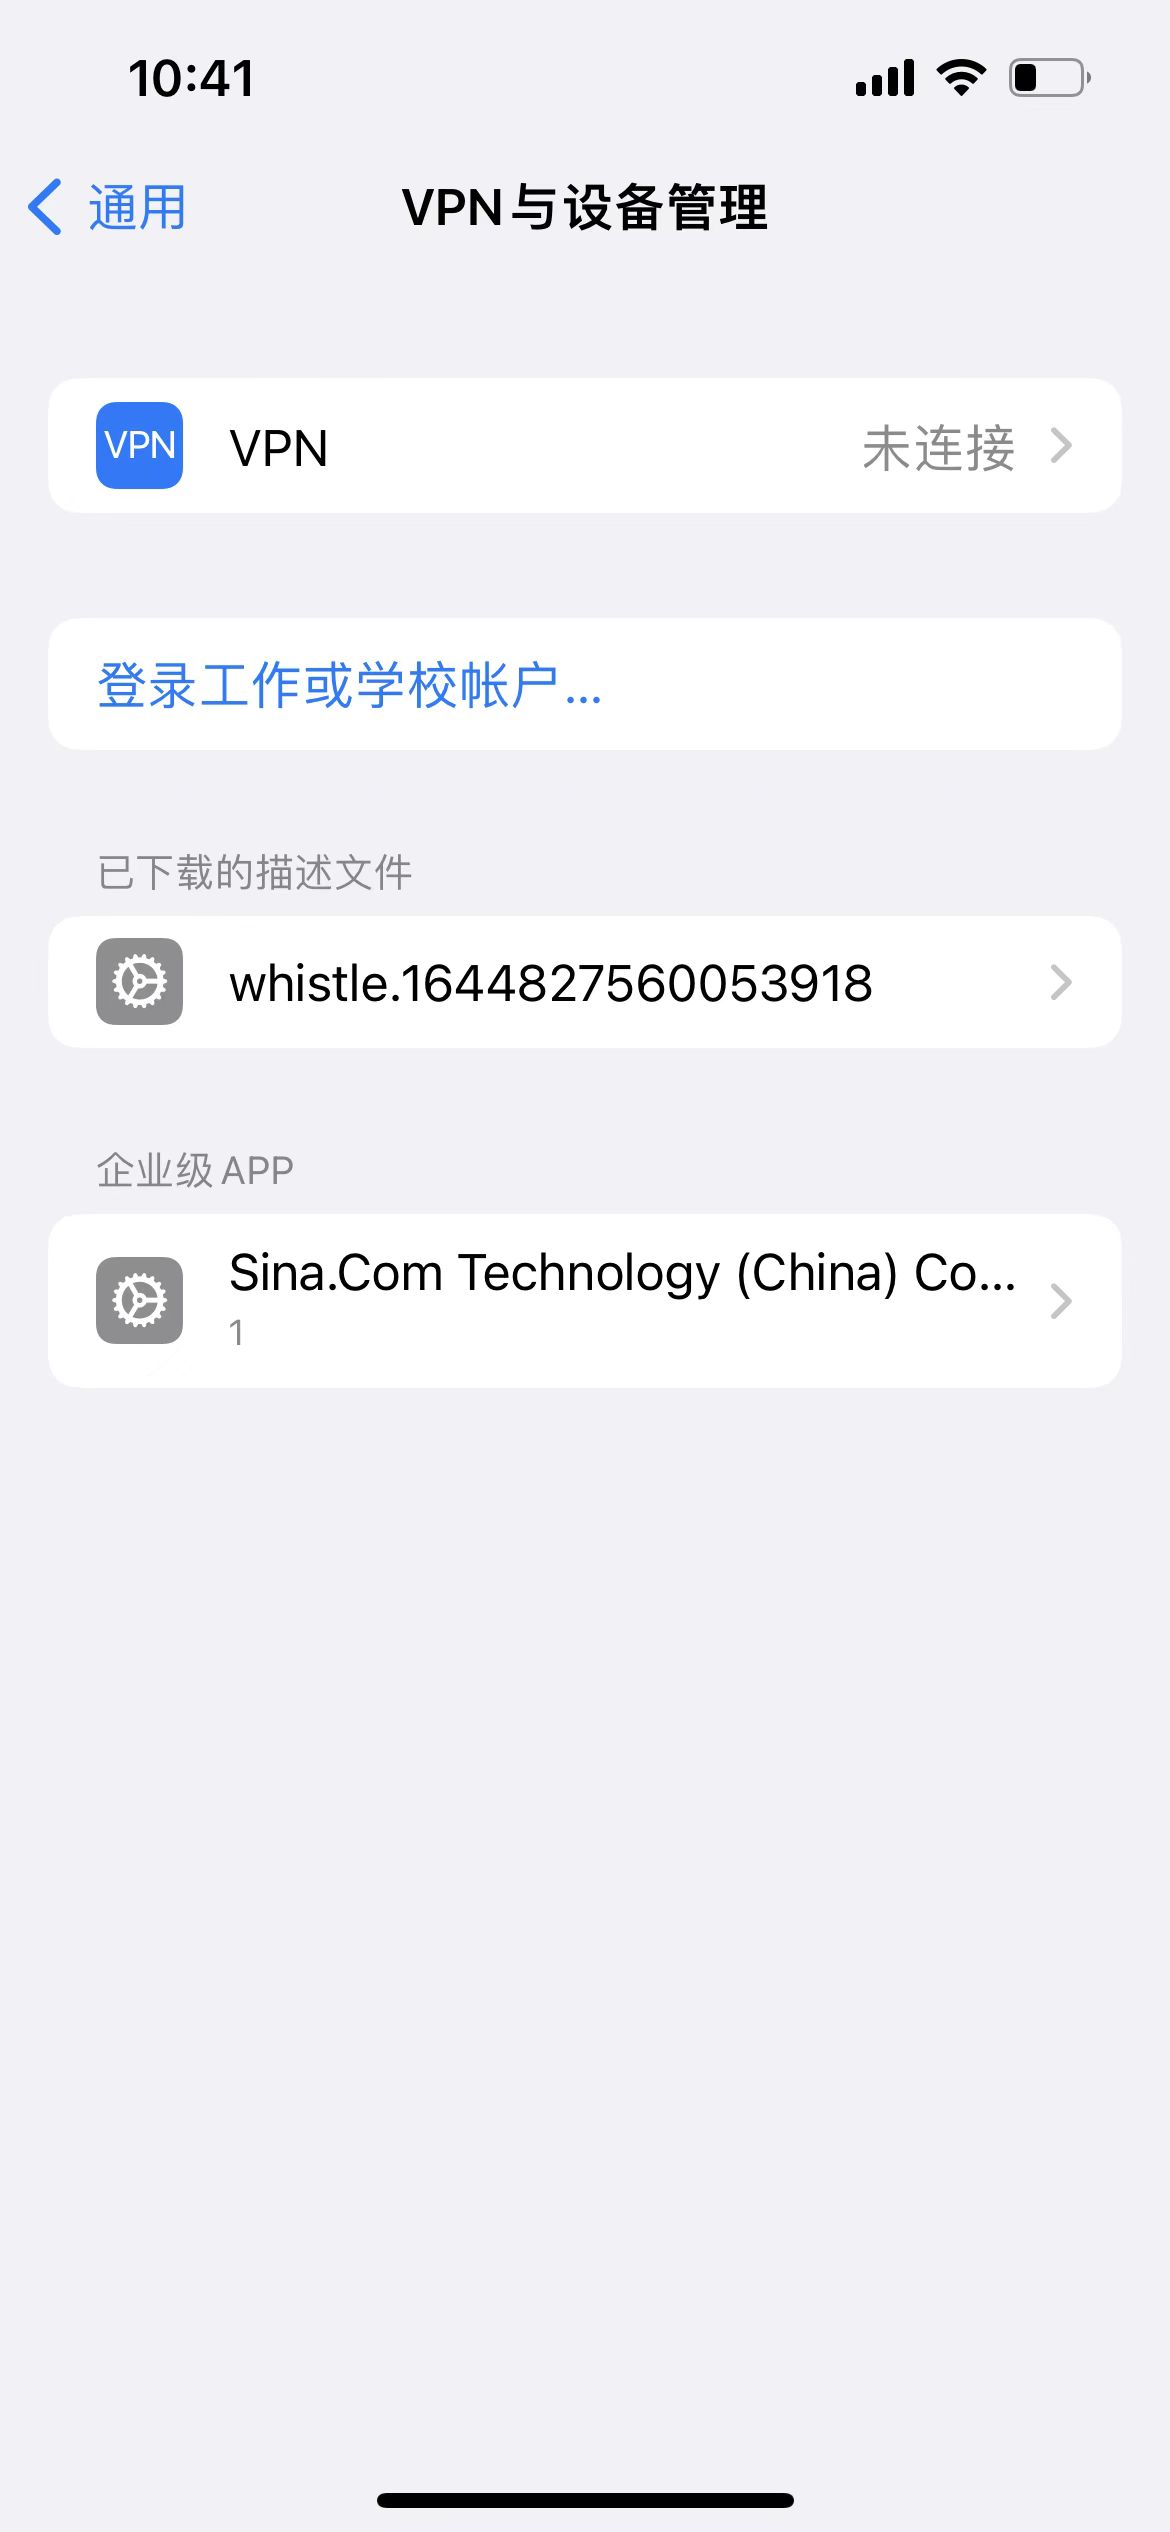 10:41
通用
VPN与设备管理
VPN
VPN
未连接
登录工作或学校帐户...
已下载的描述文件
whistle.1644827560053918
企业级 APP
Sina.Com Technology (China) Co...
1